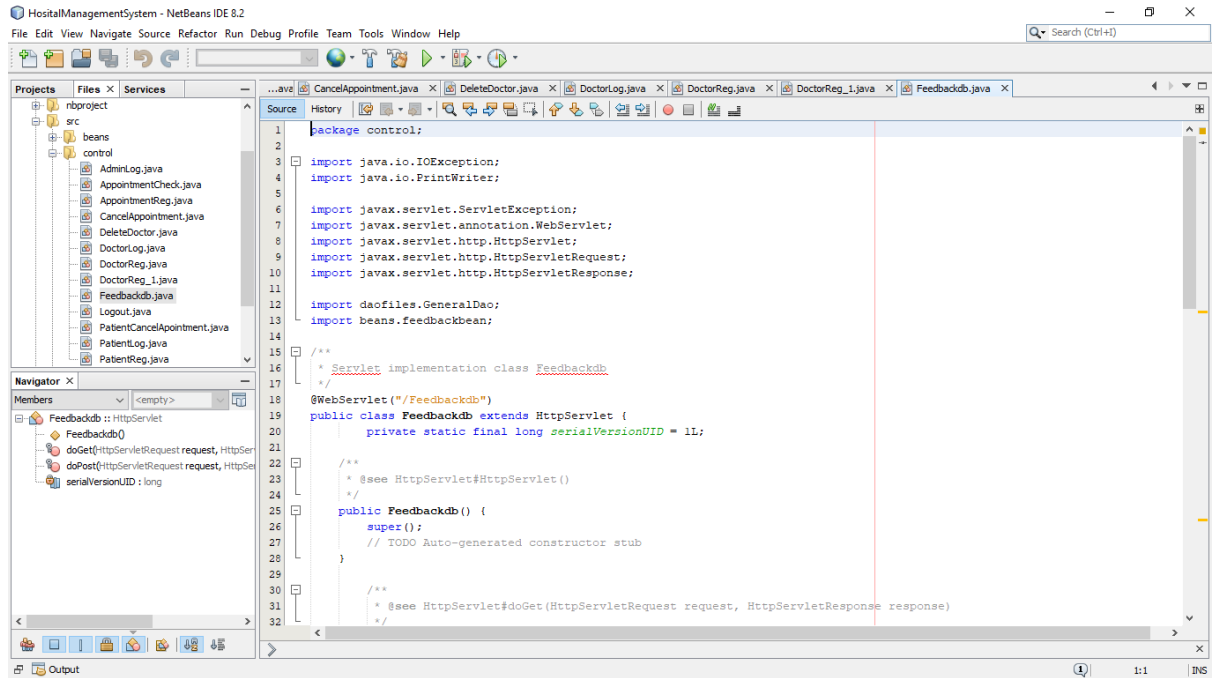 HositalManagementSystem - NetBeans IDE 8.2
File Edit View Navigate Source Refactor Run Debug Profile Team Tools Window Help
Search (Ctrl+I)
Projects Files Services
nbproject
src
beans
control
AdminLog.java
AppointmentCheck.java
AppointmentReg.java
CancelAppointment.java
DeleteDoctor.java
DoctorLog.java
DoctorReg.java
DoctorReg_1.java
Feedbackdb.java
Logout.java
PatientCancelApointment.java
PatientLog.java
PatientReg.java
Navigator
Members <empty>
Feedbackdb :: HttpServlet
Feedbackdb()
doGet(HttpServletRequest request, HttpSer
doPost(HttpServletRequest request, HttpSe
serialVersionUID : long
...ava CancelAppointment.java DeleteDoctor.java DoctorLog.java DoctorReg.java DoctorReg_1.java Feedbackdb.java
Source History
1 package control;
2
3 import java.io.IOException;
4 import java.io.PrintWriter;
5
6 import javax.servlet.ServletException;
7 import javax.servlet.annotation.WebServlet;
8 import javax.servlet.http.HttpServlet;
9 import javax.servlet.http.HttpServletRequest;
10 import javax.servlet.http.HttpServletResponse;
11
12 import daofiles.GeneralDao;
13 import beans.feedbackbean;
14
15 /**
16 * Servlet implementation class Feedbackdb
17 */
18 @WebServlet("/Feedbackdb")
19 public class Feedbackdb extends HttpServlet {
20 private static final long serialVersionUID = 1L;
21
22 /**
23 * @see HttpServlet#HttpServlet()
24 */
25 public Feedbackdb() {
26 super();
27 // TODO Auto-generated constructor stub
28 }
29
30 /**
31 * @see HttpServlet#doGet(HttpServletRequest request, HttpServletResponse response)
32 */
Output
1 1:1 INS